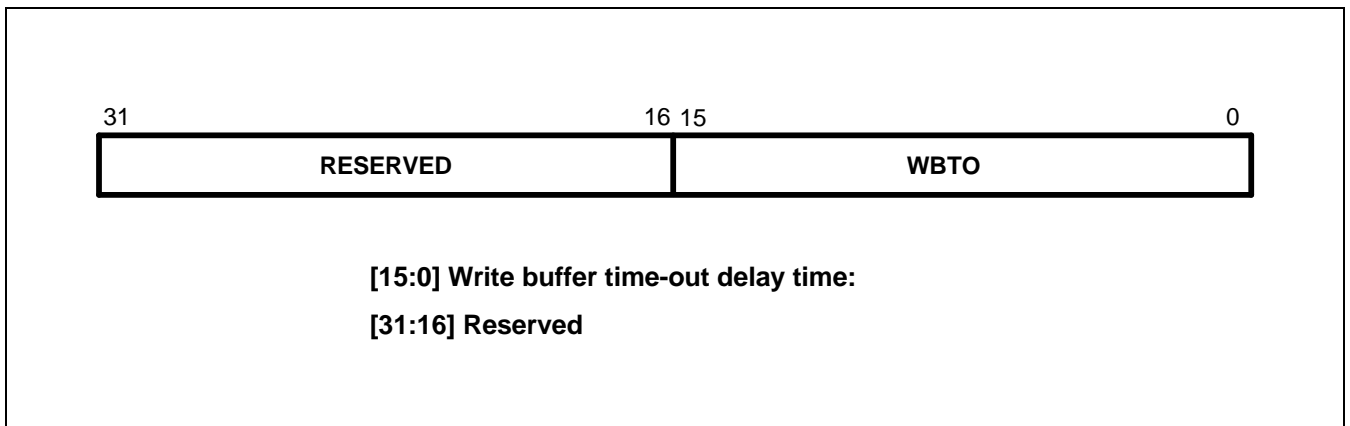 31 16 15 0
RESERVED WBTO
[15:0] Write buffer time-out delay time:
[31:16] Reserved